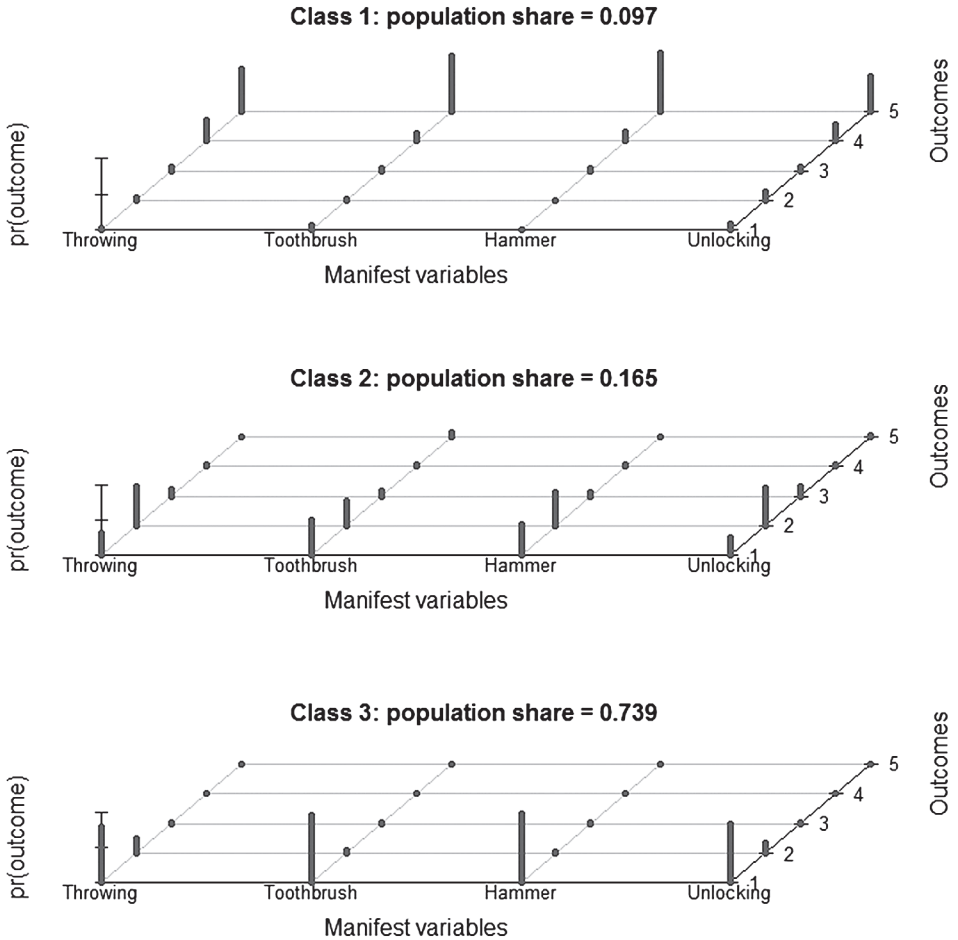 Class 1: population share = 0.097
Outcomes
pr(outcome)
5
4
3
2
1
Throwing Toothbrush Hammer Unlocking
Manifest variables
Class 2: population share = 0.165
Outcomes
pr(outcome)
5
4
3
2
1
Throwing Toothbrush Hammer Unlocking
Manifest variables
Class 3: population share = 0.739
Outcomes
pr(outcome)
5
4
3
2
1
Throwing Toothbrush Hammer Unlocking
Manifest variables